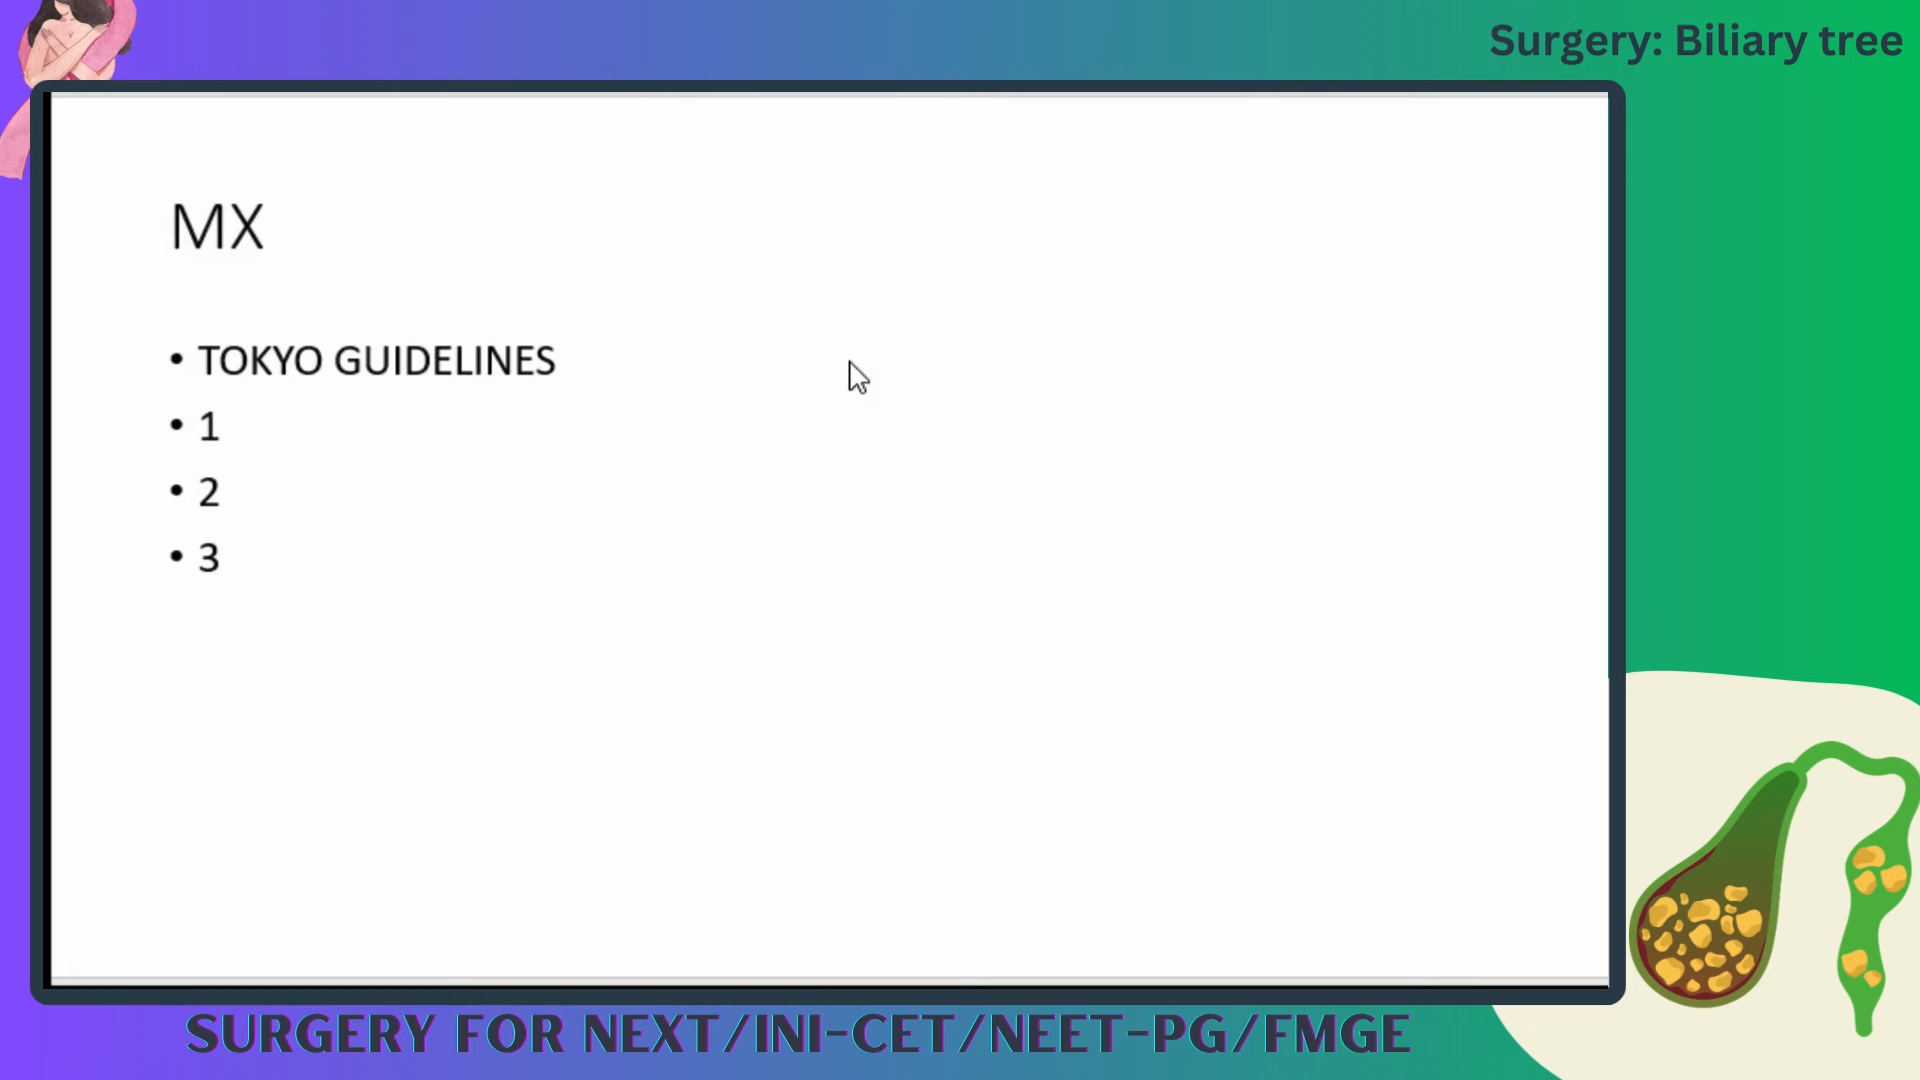 Surgery: Biliary tree
MX
• TOKYO GUIDELINES
• 1
• 2
• 3
SURGERY FOR NEXT/INI-CET/NEET-PG/FMGE